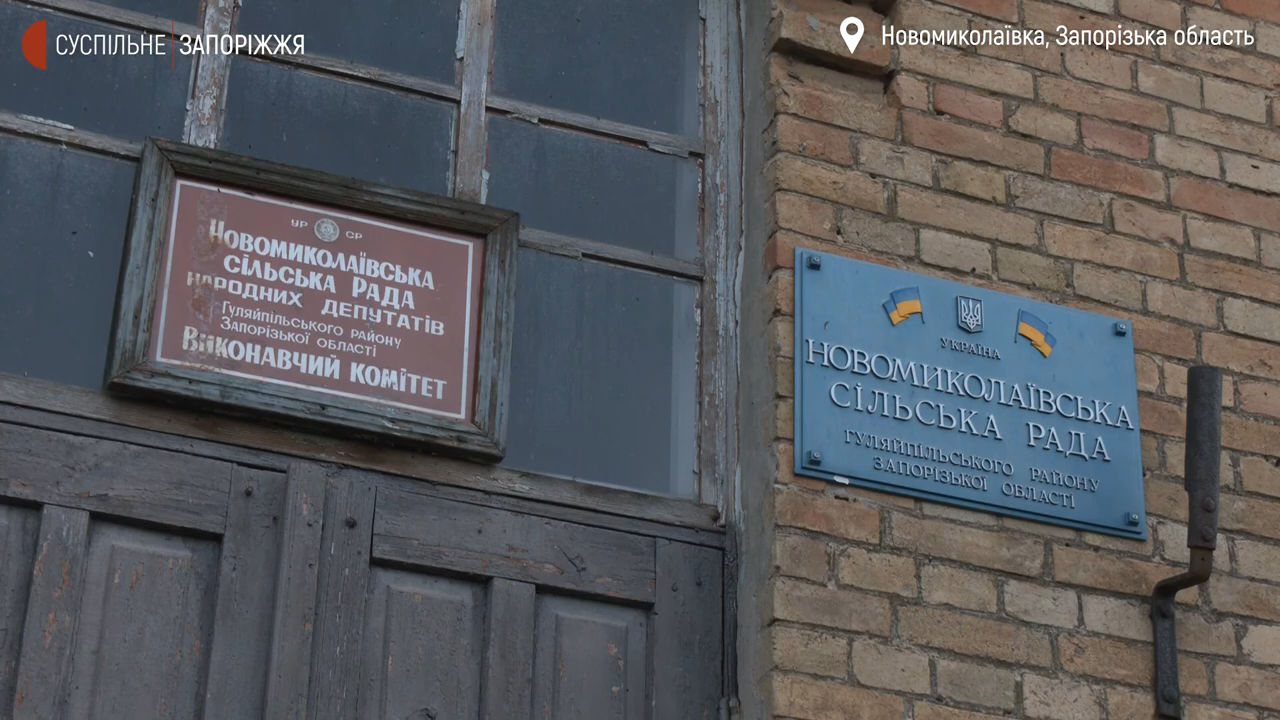 СУСПІЛЬНЕ ЗАПОРІЖЖЯ
Новомиколаївка, Запорізька область
УР СР
НОВОМИКОЛАЇВСЬКА
СІЛЬСЬКА РАДА
НАРОДНИХ ДЕПУТАТІВ
ГУЛЯЙПІЛЬСЬКОГО РАЙОНУ
ЗАПОРІЗЬКОЇ ОБЛАСТІ
ВИКОНАВЧИЙ КОМІТЕТ
УКРАЇНА
НОВОМИКОЛАЇВСЬКА
СІЛЬСЬКА РАДА
ГУЛЯЙПІЛЬСЬКОГО РАЙОНУ
ЗАПОРІЗЬКОЇ ОБЛАСТІ